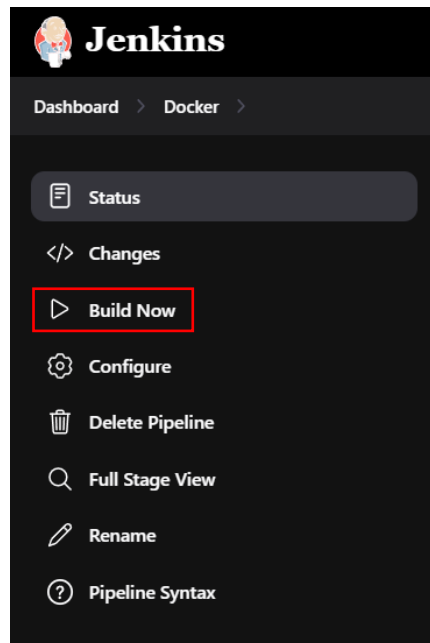 Jenkins
Dashboard > Docker >
Status
Changes
Build Now
Configure
Delete Pipeline
Full Stage View
Rename
Pipeline Syntax